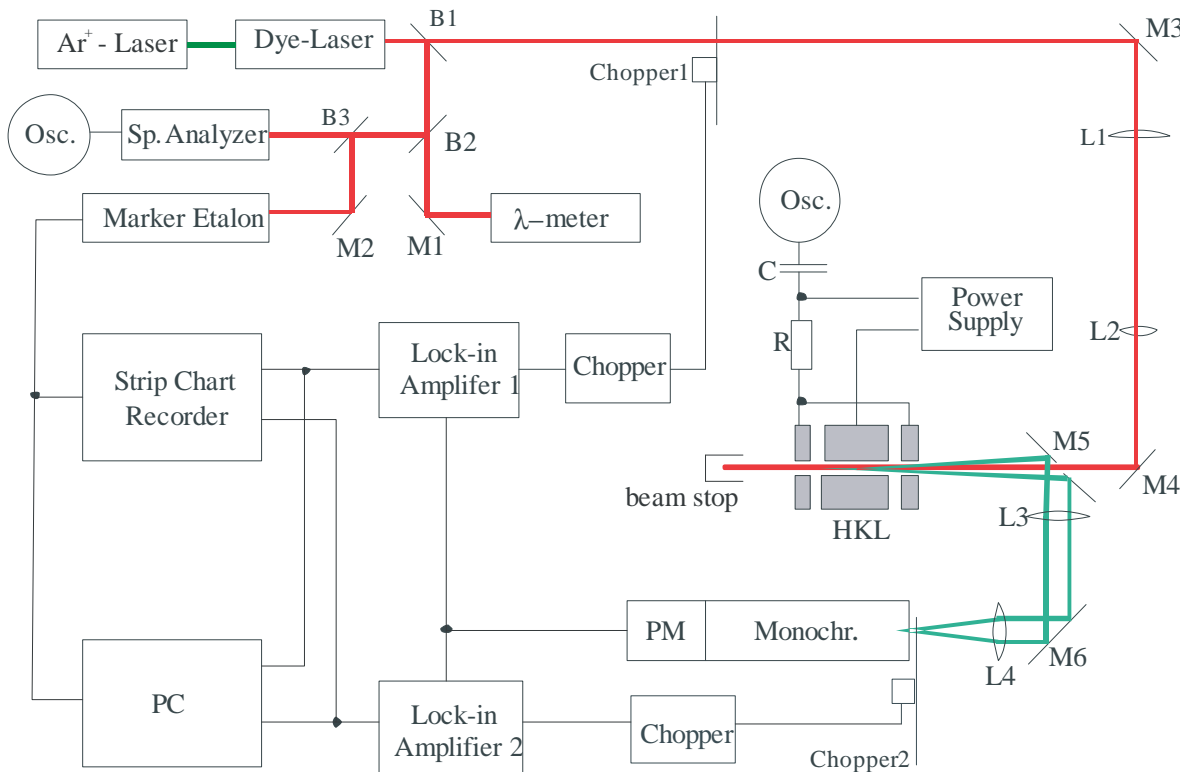 Ar+ - Laser
Dye-Laser
B1
M3
Chopper1
Osc.
Sp. Analyzer
B3
B2
L1
Marker Etalon
M2
M1
λ–meter
Osc.
C
Power
Supply
R
L2
Strip Chart
Recorder
Lock-in
Amplifer 1
Chopper
M5
M4
beam stop
HKL
L3
PM
Monochr.
L4
M6
PC
Lock-in
Amplifier 2
Chopper
Chopper2